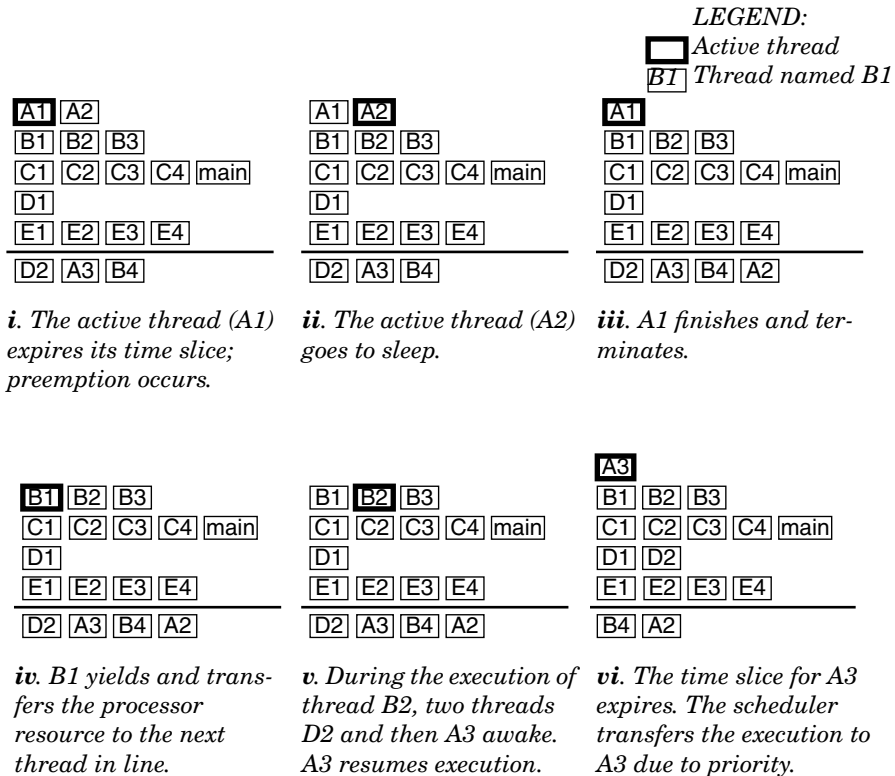 LEGEND:
Active thread
B1 Thread named B1
A1 A2
B1 B2 B3
C1 C2 C3 C4 main
D1
E1 E2 E3 E4
D2 A3 B4
i. The active thread (A1)
expires its time slice;
preemption occurs.
A1 A2
B1 B2 B3
C1 C2 C3 C4 main
D1
E1 E2 E3 E4
D2 A3 B4
ii. The active thread (A2)
goes to sleep.
A1
B1 B2 B3
C1 C2 C3 C4 main
D1
E1 E2 E3 E4
D2 A3 B4 A2
iii. A1 finishes and ter-
minates.
B1 B2 B3
C1 C2 C3 C4 main
D1
E1 E2 E3 E4
D2 A3 B4 A2
iv. B1 yields and trans-
fers the processor
resource to the next
thread in line.
B1 B2 B3
C1 C2 C3 C4 main
D1
E1 E2 E3 E4
D2 A3 B4 A2
v. During the execution of
thread B2, two threads
D2 and then A3 awake.
A3 resumes execution.
A3
B1 B2 B3
C1 C2 C3 C4 main
D1 D2
E1 E2 E3 E4
B4 A2
vi. The time slice for A3
expires. The scheduler
transfers the execution to
A3 due to priority.